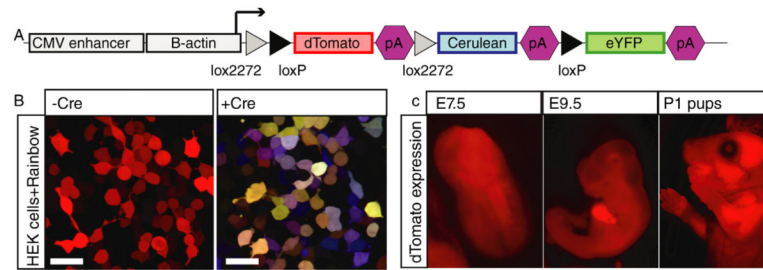 A
CMV enhancer B-actin dTomato pA Cerulean pA eYFP pA
lox2272 loxP lox2272 loxP
B -Cre +Cre
HEK cells+Rainbow
c E7.5 E9.5 P1 pups
dTomato expression